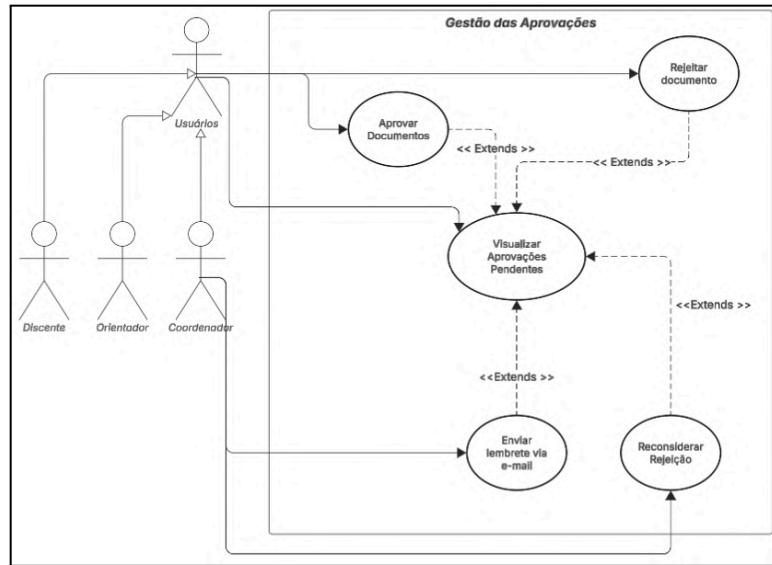 Gestão das Aprovações
Rejeitar
documento
Usuários
Aprovar
Documentos
<< Extends >>
<< Extends >>
Visualizar
Aprovações
Pendentes
Discente
Orientador
Coordenador
<<Extends >>
<<Extends >>
Enviar
lembrete via
e-mail
Reconsiderar
Rejeição